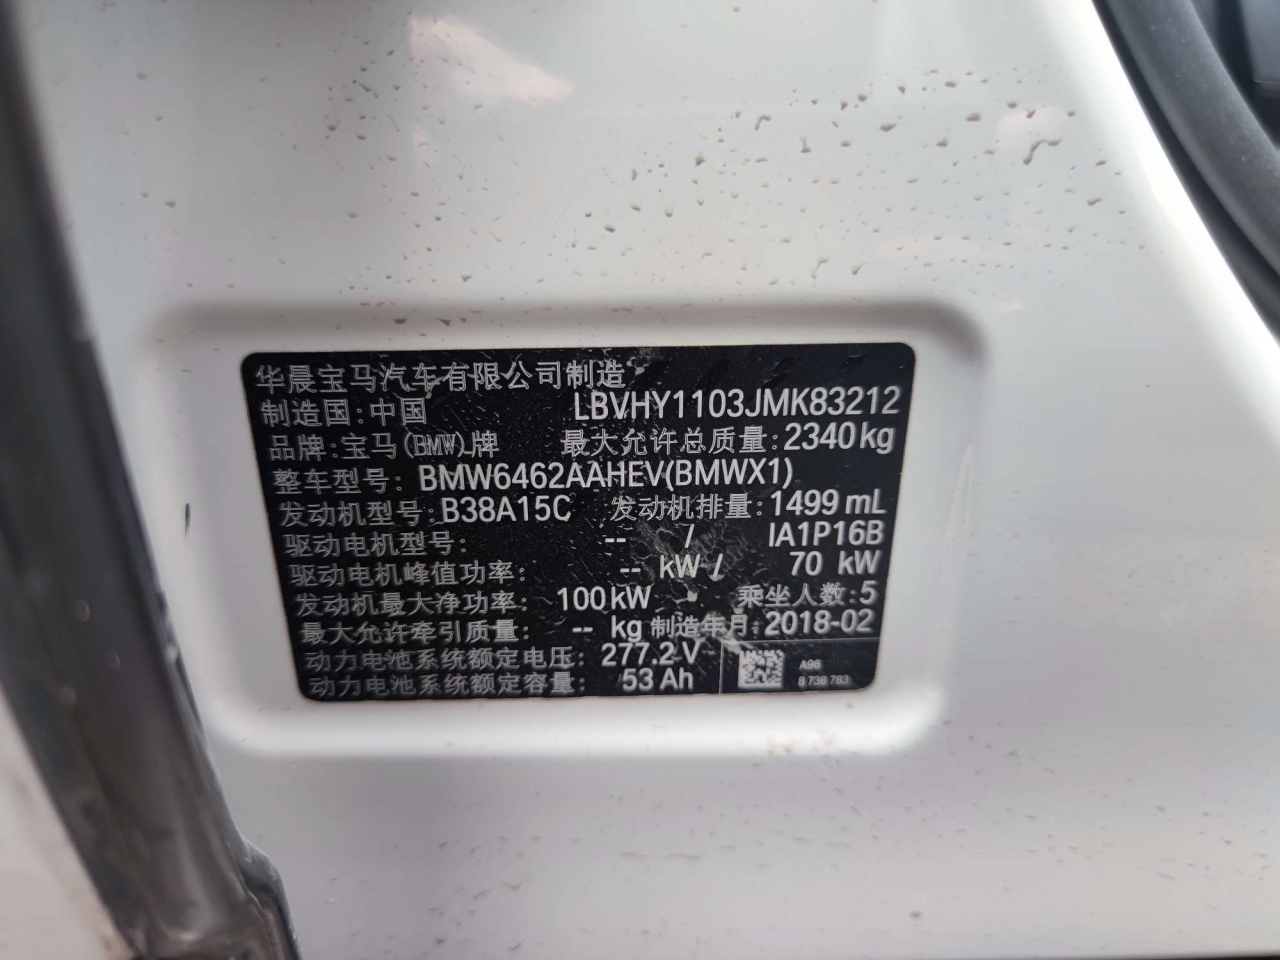 华晨宝马汽车有限公司制造
制造国:中国 LBVHY1103JMK83212
品牌:宝马(BMW)牌 最大允许总质量:2340kg
整车型号: BMW6462AAHEV(BMWX1)
发动机型号:B38A15C 发动机排量:1499 mL
驱动电机型号: -- / IA1P16B
驱动电机峰值功率: -- kW / 70 kW
发动机最大净功率: 100kW 乘坐人数:5
最大允许牵引质量: -- kg 制造年月:2018-02
动力电池系统额定电压:277.2 V
动力电池系统额定容量: 53 Ah
A96
8 738 763